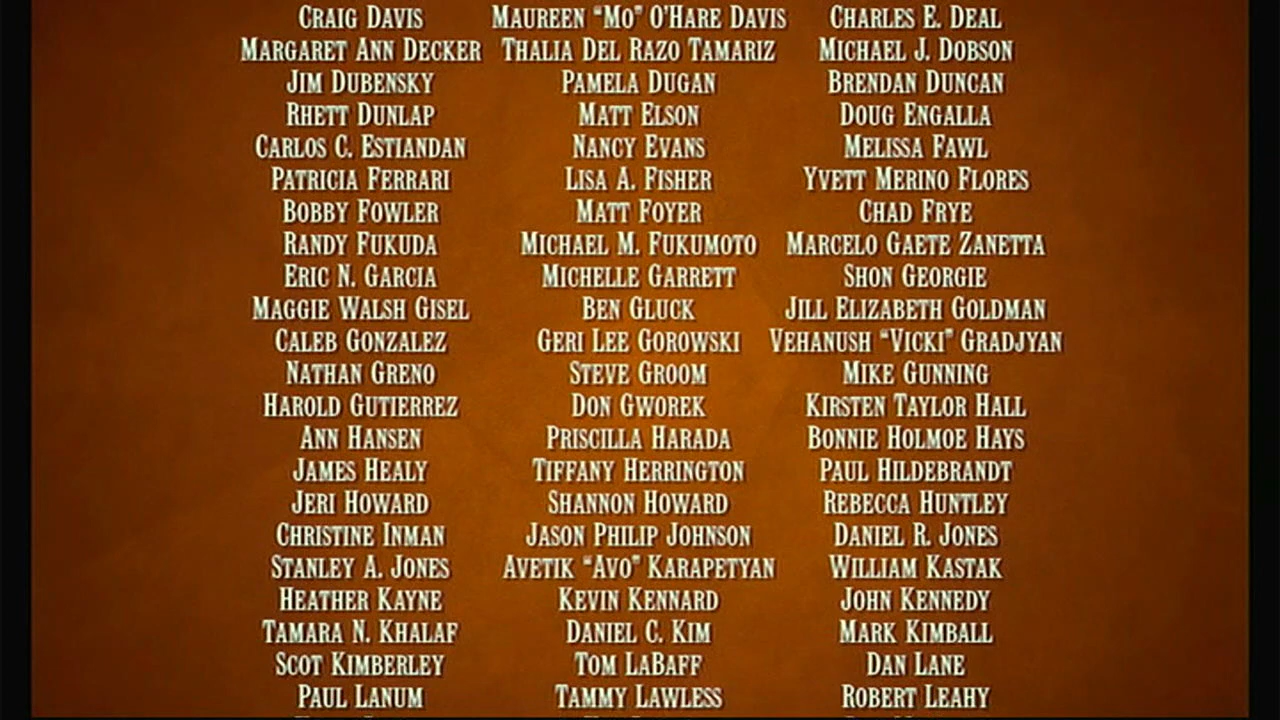 Craig Davis Maureen “Mo” O’Hare Davis Charles E. Deal
Margaret Ann Decker Thalia Del Razo Tamariz Michael J. Dobson
Jim Dubensky Pamela Dugan Brendan Duncan
Rhett Dunlap Matt Elson Doug Engalla
Carlos C. Estiandan Nancy Evans Melissa Fawl
Patricia Ferrari Lisa A. Fisher Yvett Merino Flores
Bobby Fowler Matt Foyer Chad Frye
Randy Fukuda Michael M. Fukumoto Marcelo Gaete Zanetta
Eric N. Garcia Michelle Garrett Shon Georgie
Maggie Walsh Gisel Ben Gluck Jill Elizabeth Goldman
Caleb Gonzalez Geri Lee Gorowski Vehanush “Vicki” Gradjyan
Nathan Greno Steve Groom Mike Gunning
Harold Gutierrez Don Gworek Kirsten Taylor Hall
Ann Hansen Priscilla Harada Bonnie Holmoe Hays
James Healy Tiffany Herrington Paul Hildebrandt
Jeri Howard Shannon Howard Rebecca Huntley
Christine Inman Jason Philip Johnson Daniel R. Jones
Stanley A. Jones Avetik “Avo” Karapetyan William Kastak
Heather Kayne Kevin Kennard John Kennedy
Tamara N. Khalaf Daniel C. Kim Mark Kimball
Scot Kimberley Tom LaBaff Dan Lane
Paul Lanum Tammy Lawless Robert Leahy